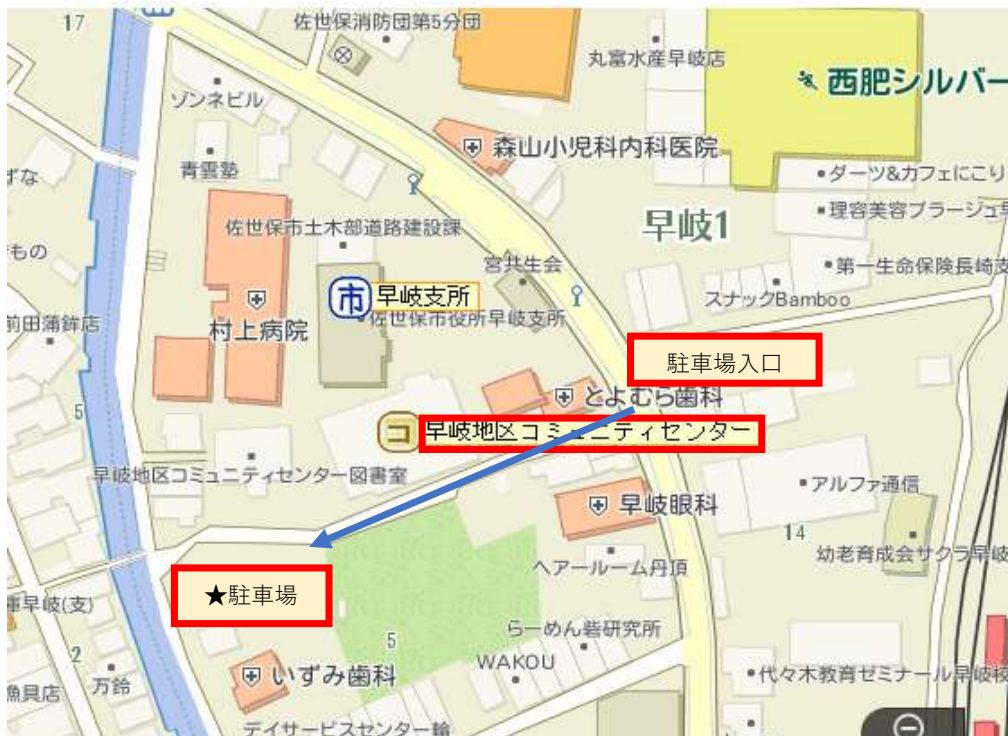 17
佐世保消防団第5分団
丸富水産早岐店
西肥シルバー
ゾンネビル
森山小児科内科医院
青雲塾
ずな
ダーツ&カフェにこり
理容美容プラージュ
早岐1
佐世保市土木部道路建設課
宮共生会
第一生命保険長崎支
もの
市
早岐支所
スナックBamboo
佐世保市役所早岐支所
前田蒲鉾店
村上病院
駐車場入口
とよむら歯科
5
コ
早岐地区コミュニティセンター
早岐地区コミュニティセンター図書室
アルファ通信
早岐眼科
14
幼老育成会サクラ早岐
ヘアールーム丹頂
★駐車場
早岐(支)
らーめん砦研究所
5
2
WAKOU
万鈴
いずみ歯科
代々木教育ゼミナール早岐校
漁具店
デイサービスセンター輪